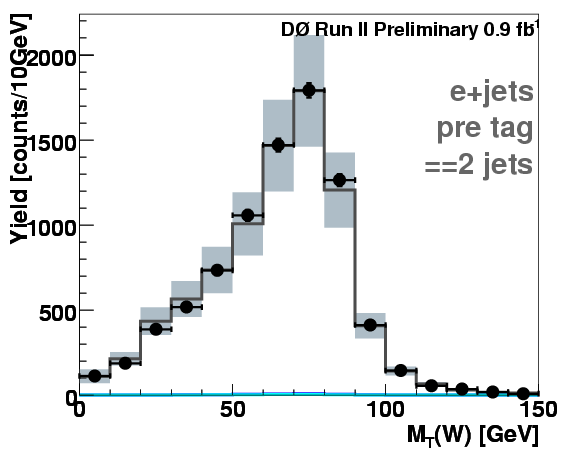 DØ Run II Preliminary 0.9 fb⁻¹
e+jets
pre tag
==2 jets
Yield [counts/10GeV]
2000
1500
1000
500
0
0 50 100 150
M_T(W) [GeV]